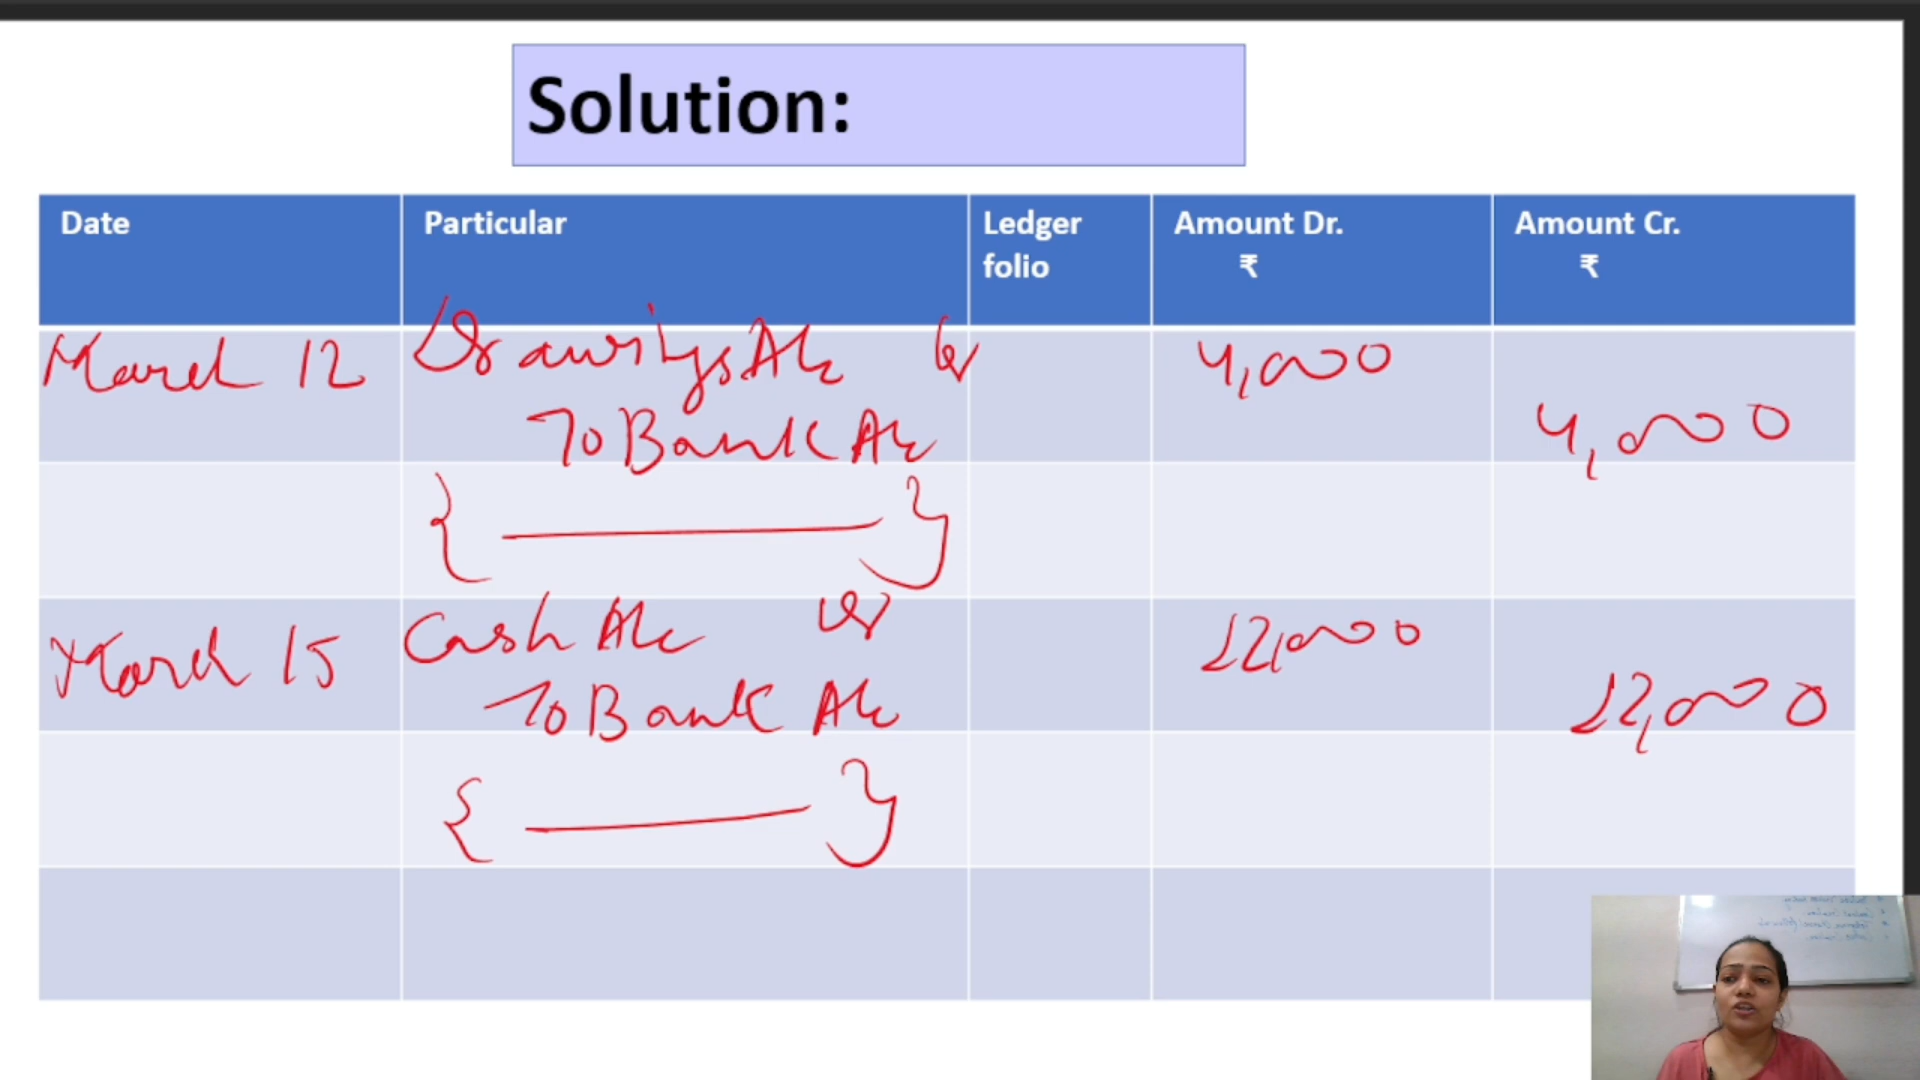 Solution:
Date Particular Ledger folio Amount Dr. ₹ Amount Cr. ₹
March 12 Drawings A/c Dr 4,000
To Bank A/c 4,000
{ ——— }
March 15 Cash A/c Dr 12,000
To Bank A/c 12,000
{ ——— }